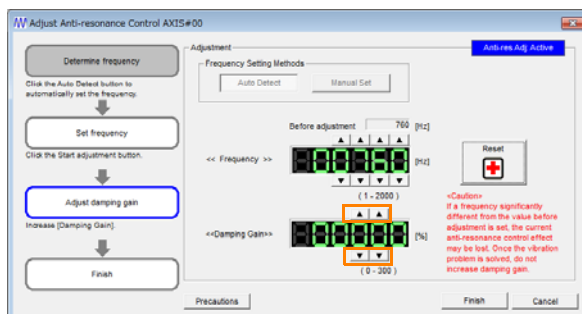 Adjust Anti-resonance Control AXIS#00
Determine frequency
Click the Auto Detect button to
automatically set the frequency.
Set frequency
Click the Start adjustment button.
Adjust damping gain
Increase [Damping Gain].
Finish
Adjustment
Anti-res Adj Active
Frequency Setting Methods
Auto Detect
Manual Set
Before adjustment 760 [Hz]
<< Frequency >> 00760 [Hz]
( 1 - 2000 )
<<Damping Gain>> 000000 [%]
( 0 - 300 )
Reset
<Caution>
If a frequency significantly
different from the value before
adjustment is set, the current
anti-resonance control effect
may be lost. Once the vibration
problem is solved, do not
increase damping gain.
Precautions
Finish
Cancel